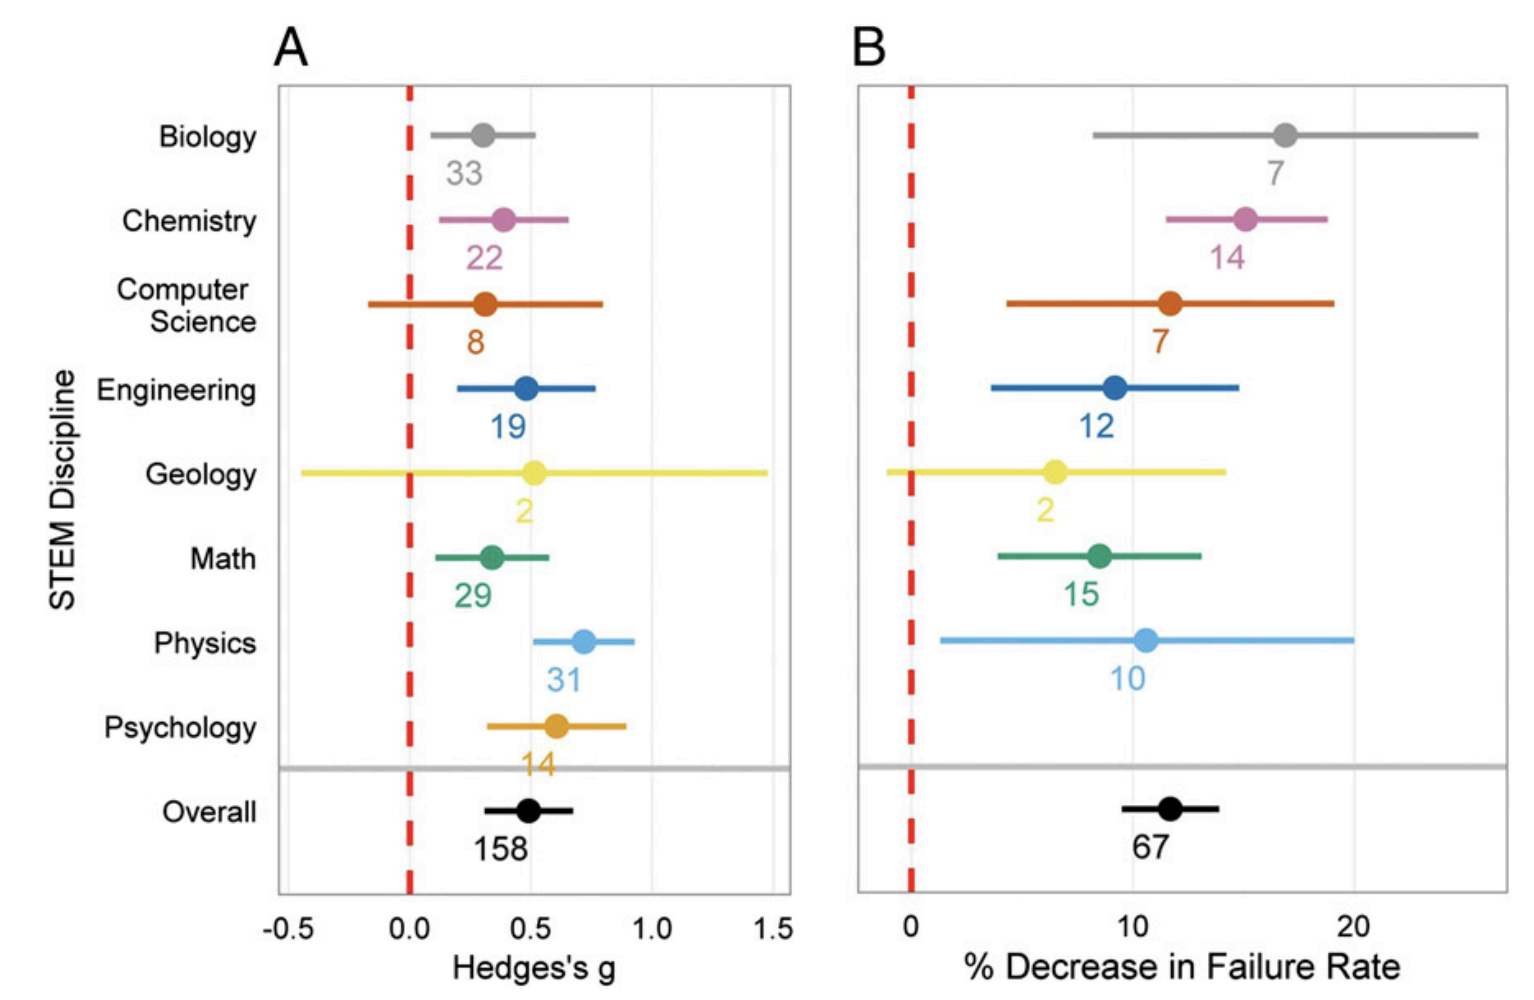 A
B
STEM Discipline
Biology
33
7
Chemistry
22
14
Computer
Science
8
7
Engineering
19
12
Geology
2
2
Math
29
15
Physics
31
10
Psychology
14
Overall
158
67
-0.5 0.0 0.5 1.0 1.5
0 10 20
Hedges's g
% Decrease in Failure Rate